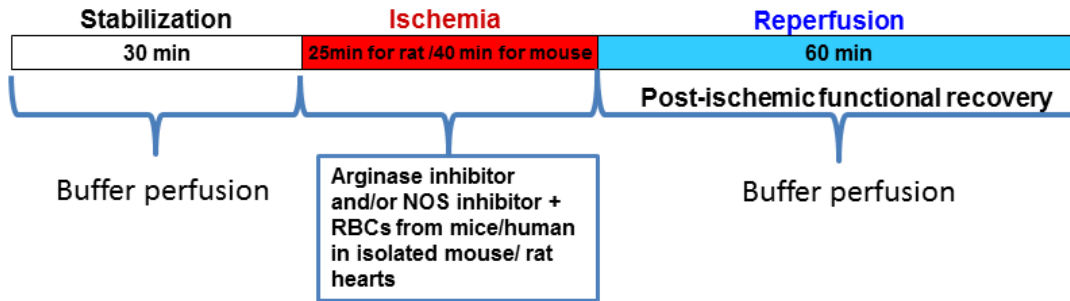 Stabilization
Ischemia
Reperfusion
30 min
25min for rat /40 min for mouse
60 min
Post-ischemic functional recovery
Buffer perfusion
Arginase inhibitor
and/or NOS inhibitor +
RBCs from mice/human
in isolated mouse/ rat
hearts
Buffer perfusion